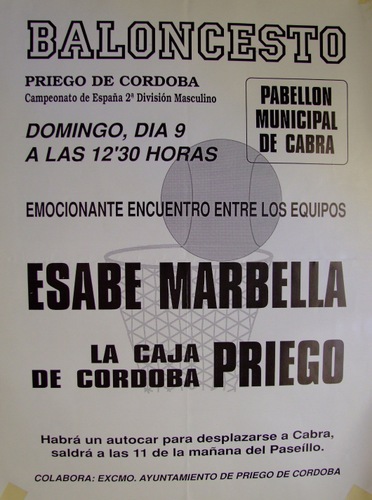 BALONCESTO
PRIEGO DE CORDOBA
Campeonato de España 2ª División Masculino
DOMINGO, DIA 9
A LAS 12'30 HORAS
PABELLON
MUNICIPAL
DE CABRA
EMOCIONANTE ENCUENTRO ENTRE LOS EQUIPOS
ESABE MARBELLA
LA CAJA
DE CORDOBA PRIEGO
Habrá un autocar para desplazarse a Cabra,
saldrá a las 11 de la mañana del Paseíllo.
COLABORA: EXCMO. AYUNTAMIENTO DE PRIEGO DE CORDOBA